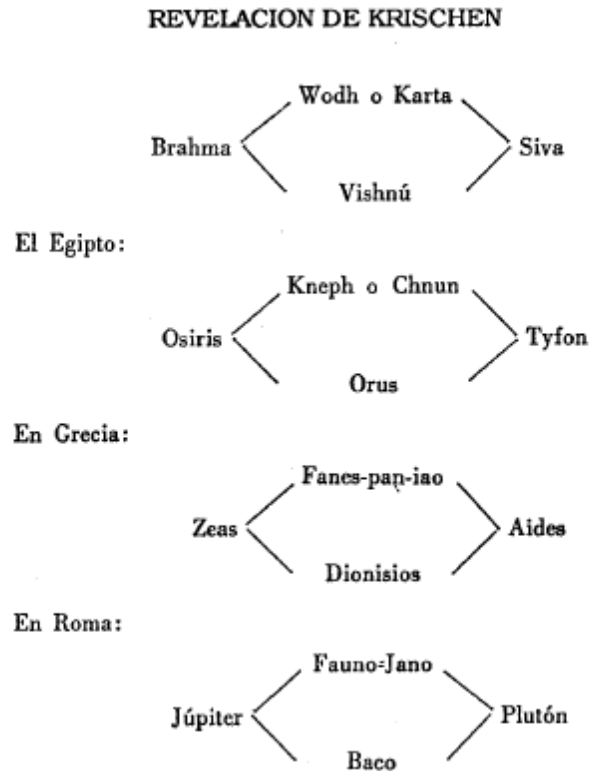 REVELACION DE KRISCHEN
Wodh o Karta
Brahma Siva
Vishnú
El Egipto:
Kneph o Chnun
Osiris Tyfon
Orus
En Grecia:
Fanes-pan-iao
Zeas Aides
Dionisios
En Roma:
Fauno=Jano
Júpiter Plutón
Baco